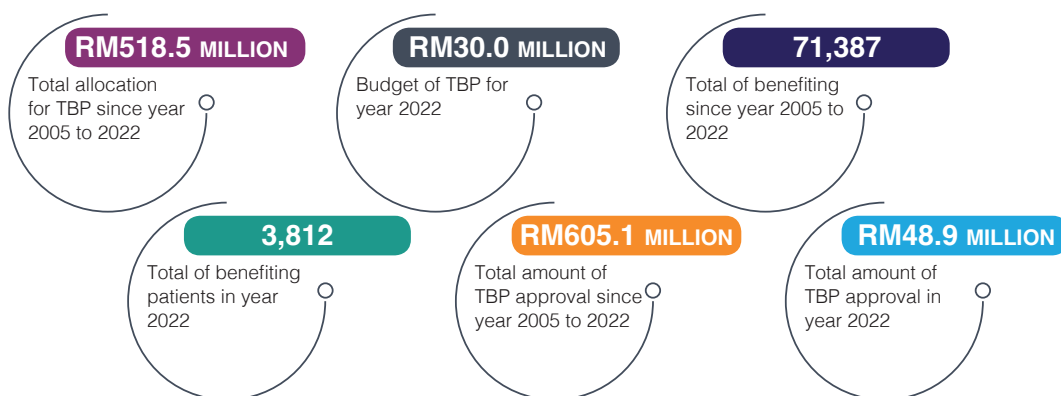 RM518.5 MILLION
Total allocation
for TBP since year
2005 to 2022
RM30.0 MILLION
Budget of TBP for
year 2022
71,387
Total of benefiting
since year 2005 to
2022
3,812
Total of benefiting
patients in year
2022
RM605.1 MILLION
Total amount of
TBP approval since
year 2005 to 2022
RM48.9 MILLION
Total amount of
TBP approval in
year 2022